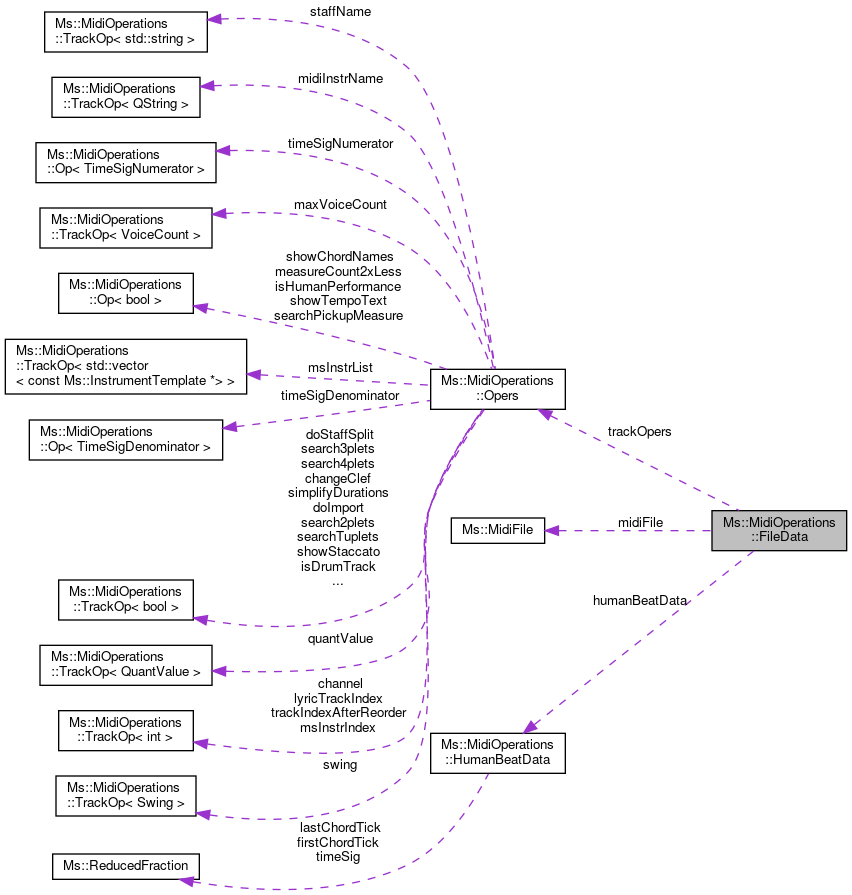 staffName
Ms::MidiOperations
::TrackOp< std::string >
midiInstrName
Ms::MidiOperations
::TrackOp< QString >
timeSigNumerator
Ms::MidiOperations
::Op< TimeSigNumerator >
maxVoiceCount
Ms::MidiOperations
::TrackOp< VoiceCount >
showChordNames
measureCount2xLess
isHumanPerformance
showTempoText
searchPickupMeasure
Ms::MidiOperations
::Op< bool >
Ms::MidiOperations
::TrackOp< std::vector
< const Ms::InstrumentTemplate *> >
msInstrList
Ms::MidiOperations
::Opers
timeSigDenominator
Ms::MidiOperations
::Op< TimeSigDenominator >
trackOpers
doStaffSplit
search3plets
search4plets
changeClef
simplifyDurations
doImport
search2plets
searchTuplets
showStaccato
isDrumTrack
...
Ms::MidiFile
midiFile
Ms::MidiOperations
::FileData
Ms::MidiOperations
::TrackOp< bool >
humanBeatData
quantValue
Ms::MidiOperations
::TrackOp< QuantValue >
channel
lyricTrackIndex
trackIndexAfterReorder
msInstrIndex
Ms::MidiOperations
::TrackOp< int >
Ms::MidiOperations
::HumanBeatData
swing
Ms::MidiOperations
::TrackOp< Swing >
lastChordTick
firstChordTick
timeSig
Ms::ReducedFraction